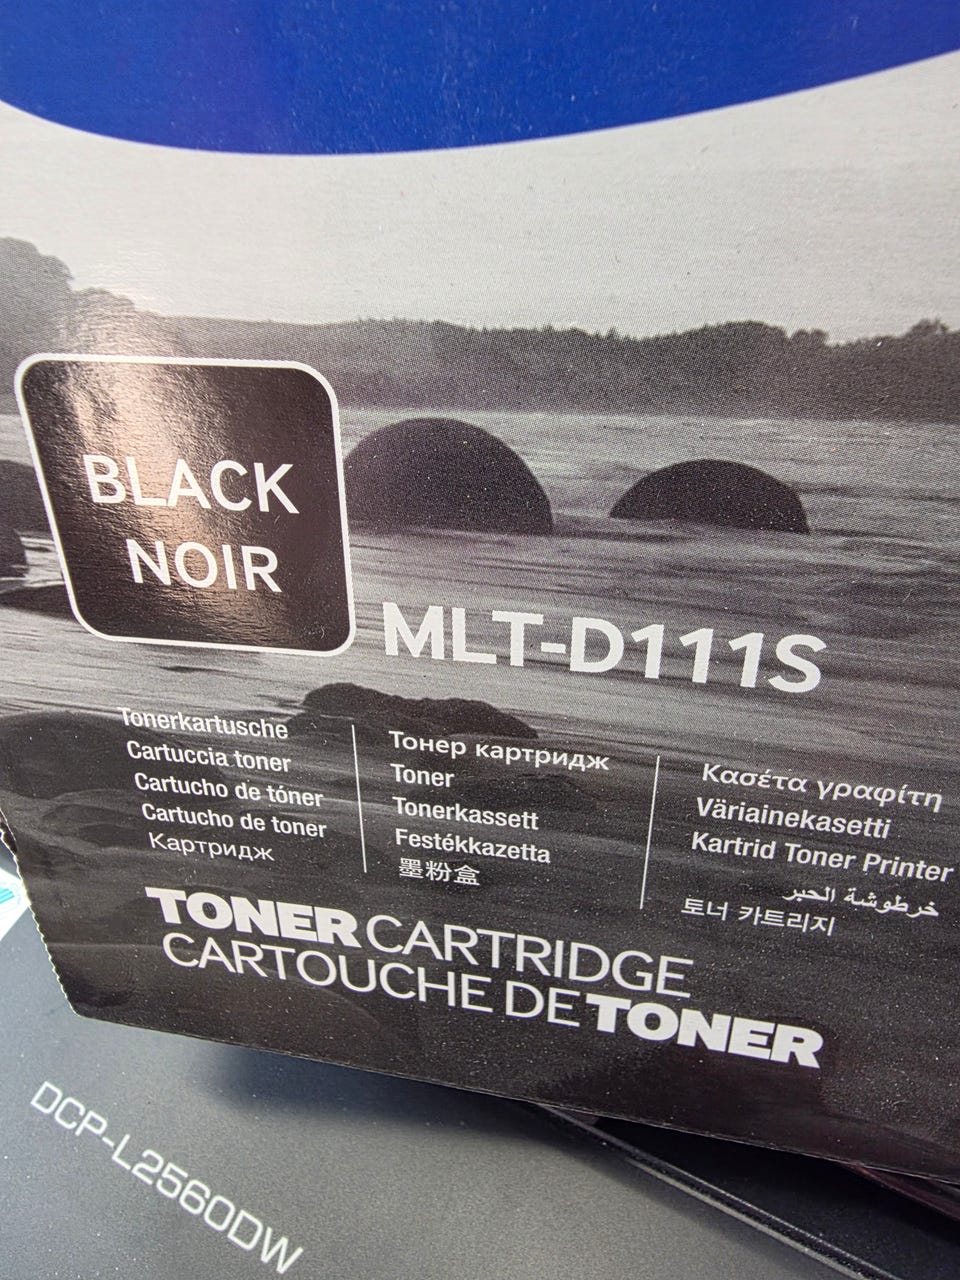 BLACK
NOIR
MLT-D111S
Tonerkartusche
Cartuccia toner
Cartucho de tóner
Cartucho de toner
Картридж
Тонер картридж
Toner
Tonerkassett
Festékkazetta
墨粉盒
Κασέτα γραφίτη
Väriainekasetti
Kartrid Toner Printer
خرطوشة الحبر
토너 카트리지
TONER CARTRIDGE
CARTOUCHE DE TONER
DCP-L2560DW